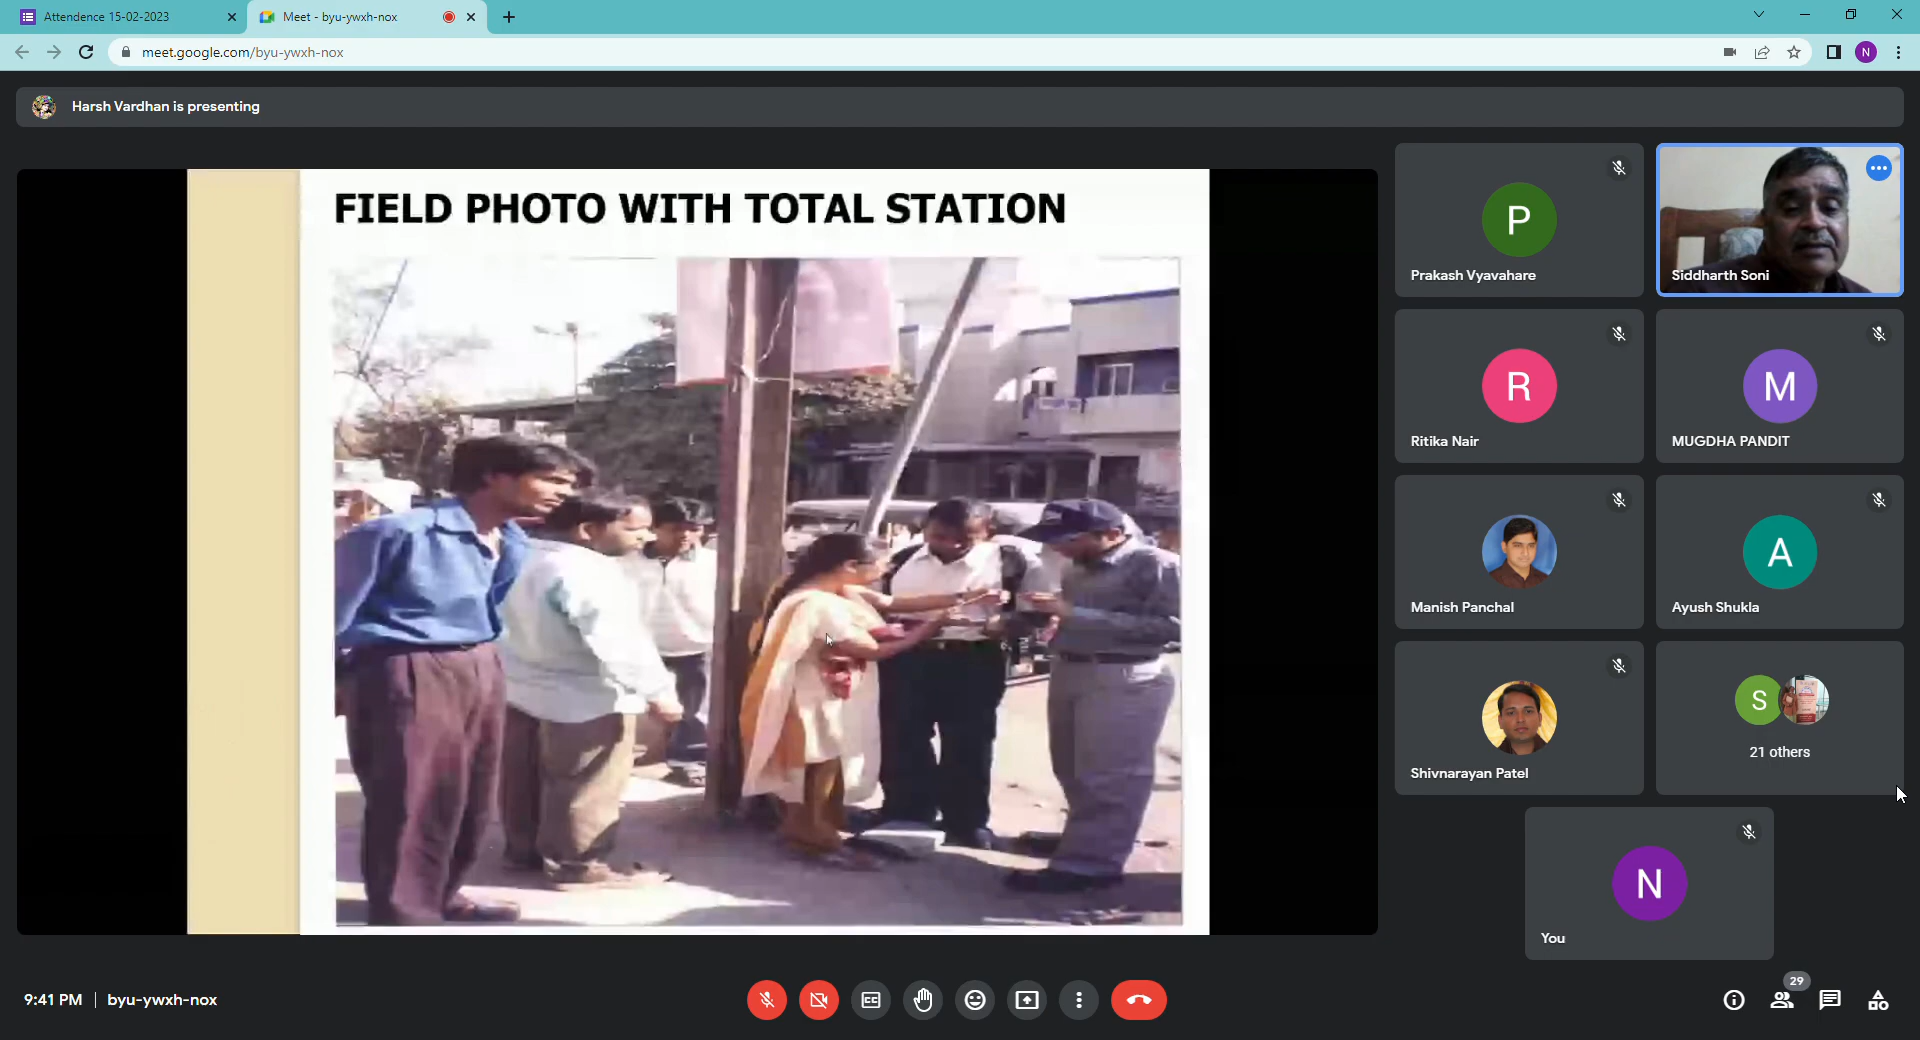 Attendence 15-02-2023
Meet - byu-ywxh-nox
meet.google.com/byu-ywxh-nox
N
Harsh Vardhan is presenting
FIELD PHOTO WITH TOTAL STATION
P
Prakash Vyavahare
Siddharth Soni
R
Ritika Nair
M
MUGDHA PANDIT
Manish Panchal
A
Ayush Shukla
Shivnarayan Patel
S
21 others
N
You
9:41 PM | byu-ywxh-nox
CC
29